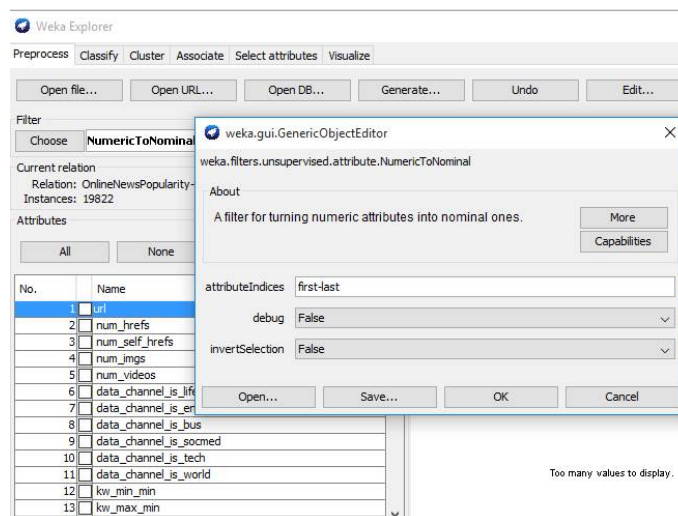 Weka Explorer
Preprocess Classify Cluster Associate Select attributes Visualize
Open file... Open URL... Open DB... Generate... Undo Edit...
Filter
Choose NumericToNominal
weka.gui.GenericObjectEditor
weka.filters.unsupervised.attribute.NumericToNominal
Current relation
Relation: OnlineNewsPopularity-
Instances: 19822
About
A filter for turning numeric attributes into nominal ones.
More
Capabilities
Attributes
All None
attributeIndices first-last
debug False
invertSelection False
Open... Save... OK Cancel
No. Name
1 url
2 num_hrefs
3 num_self_hrefs
4 num_imgs
5 num_videos
6 data_channel_is_life
7 data_channel_is_en
8 data_channel_is_bus
9 data_channel_is_socmed
10 data_channel_is_tech
11 data_channel_is_world
12 kw_min_min
13 kw_max_min
Too many values to display.